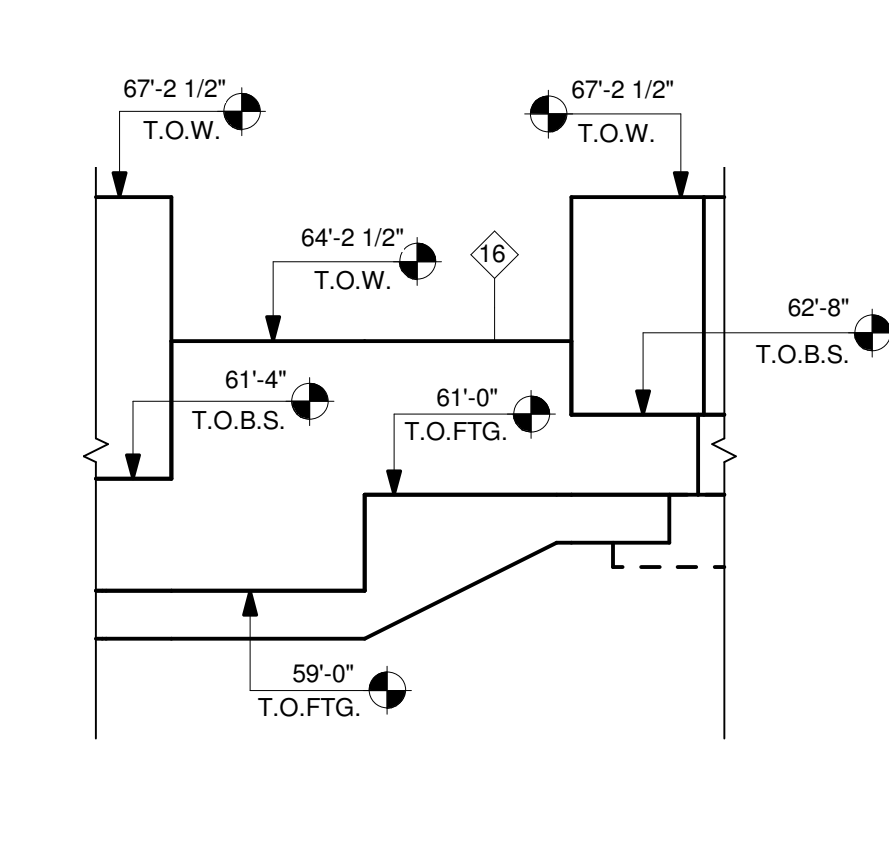 67'-2 1/2"
T.O.W.
67'-2 1/2"
T.O.W.
64'-2 1/2"
T.O.W.
16
62'-8"
T.O.B.S.
61'-4"
T.O.B.S.
61'-0"
T.O.FTG.
59'-0"
T.O.FTG.